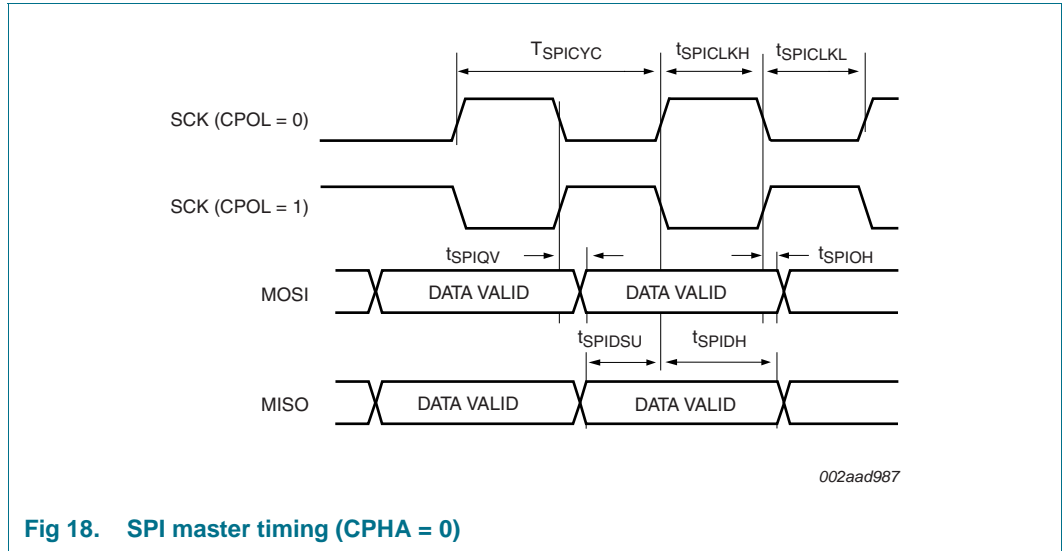 TSPICYC tSPICLKH tSPICLKL
SCK (CPOL = 0)
SCK (CPOL = 1)
tSPIQV tSPIOH
MOSI DATA VALID DATA VALID
tSPIDSU tSPIDH
MISO DATA VALID DATA VALID
002aad987
Fig 18. SPI master timing (CPHA = 0)